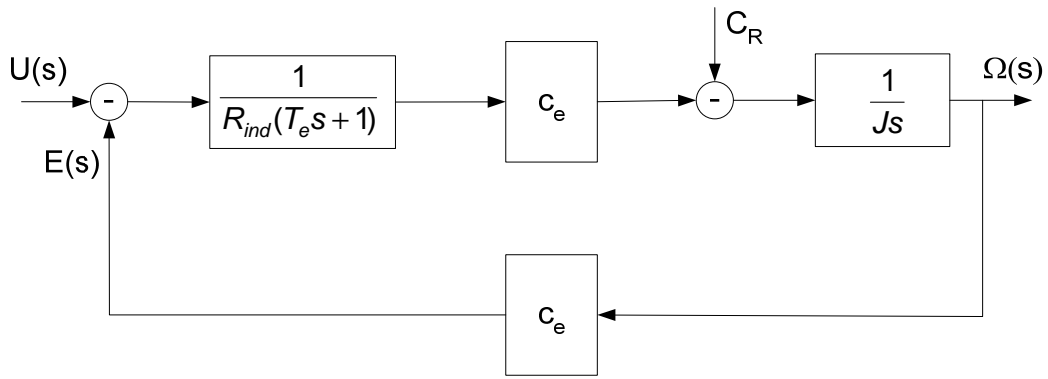 U(s)
-
1
R_ind(T_e s+1)
c_e
C_R
-
1
Js
Ω(s)
E(s)
c_e